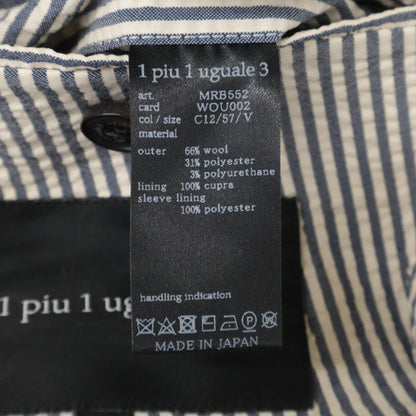 1 piu 1 uguale 3
art. MRB552
card WOU002
col / size C12/57/V
material
outer 66% wool
31% polyester
3% polyurethane
lining 100% cupra
sleeve lining
100% polyester
handling indication
P W
MADE IN JAPAN
1 piu 1 ug